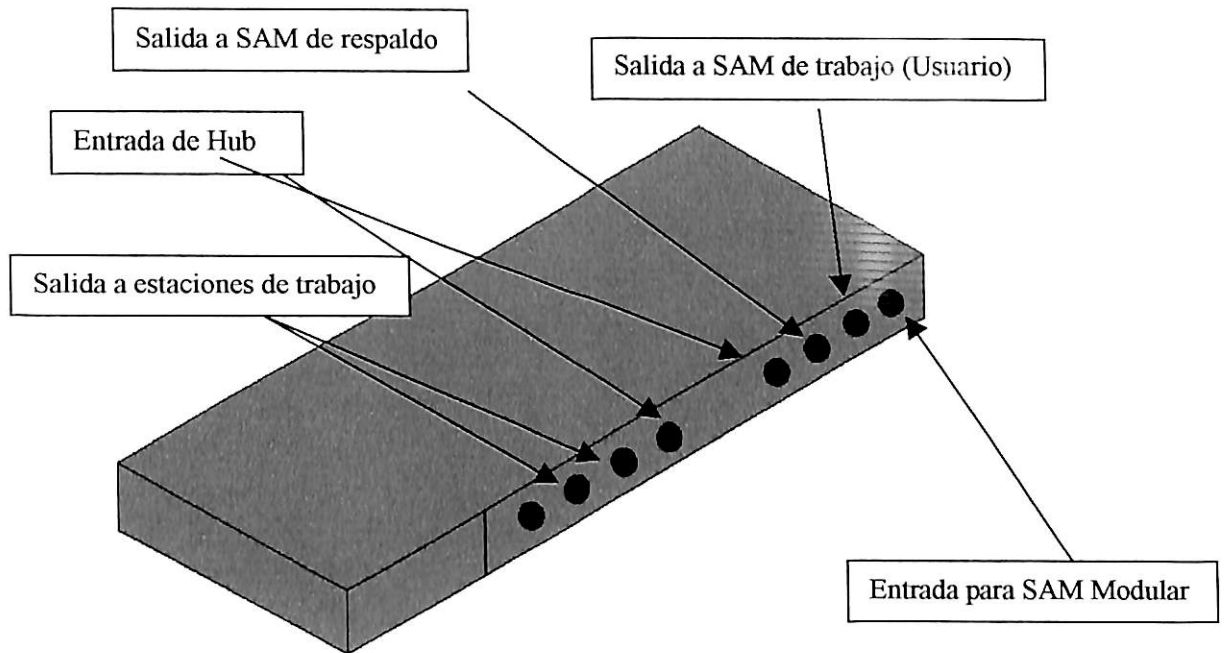 Salida a SAM de respaldo
Salida a SAM de trabajo (Usuario)
Entrada de Hub
Salida a estaciones de trabajo
Entrada para SAM Modular